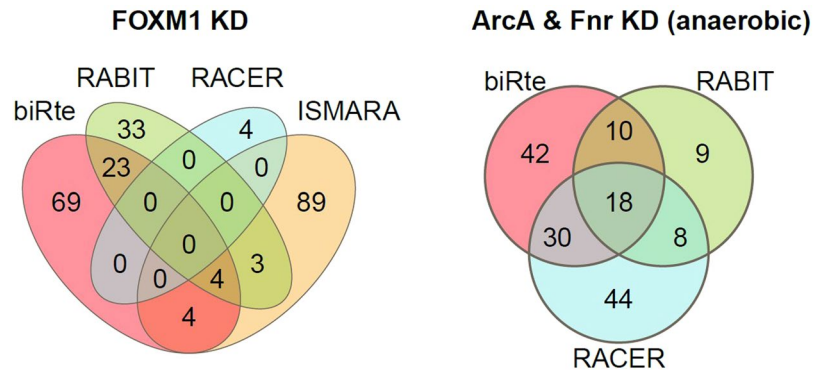 FOXM1 KD
ArcA & Fnr KD (anaerobic)
RABIT
RACER
biRte
ISMARA
33
4
23
0
0
69
0
0
89
0
0
0
4
3
4
biRte
RABIT
10
42
9
18
30
8
44
RACER